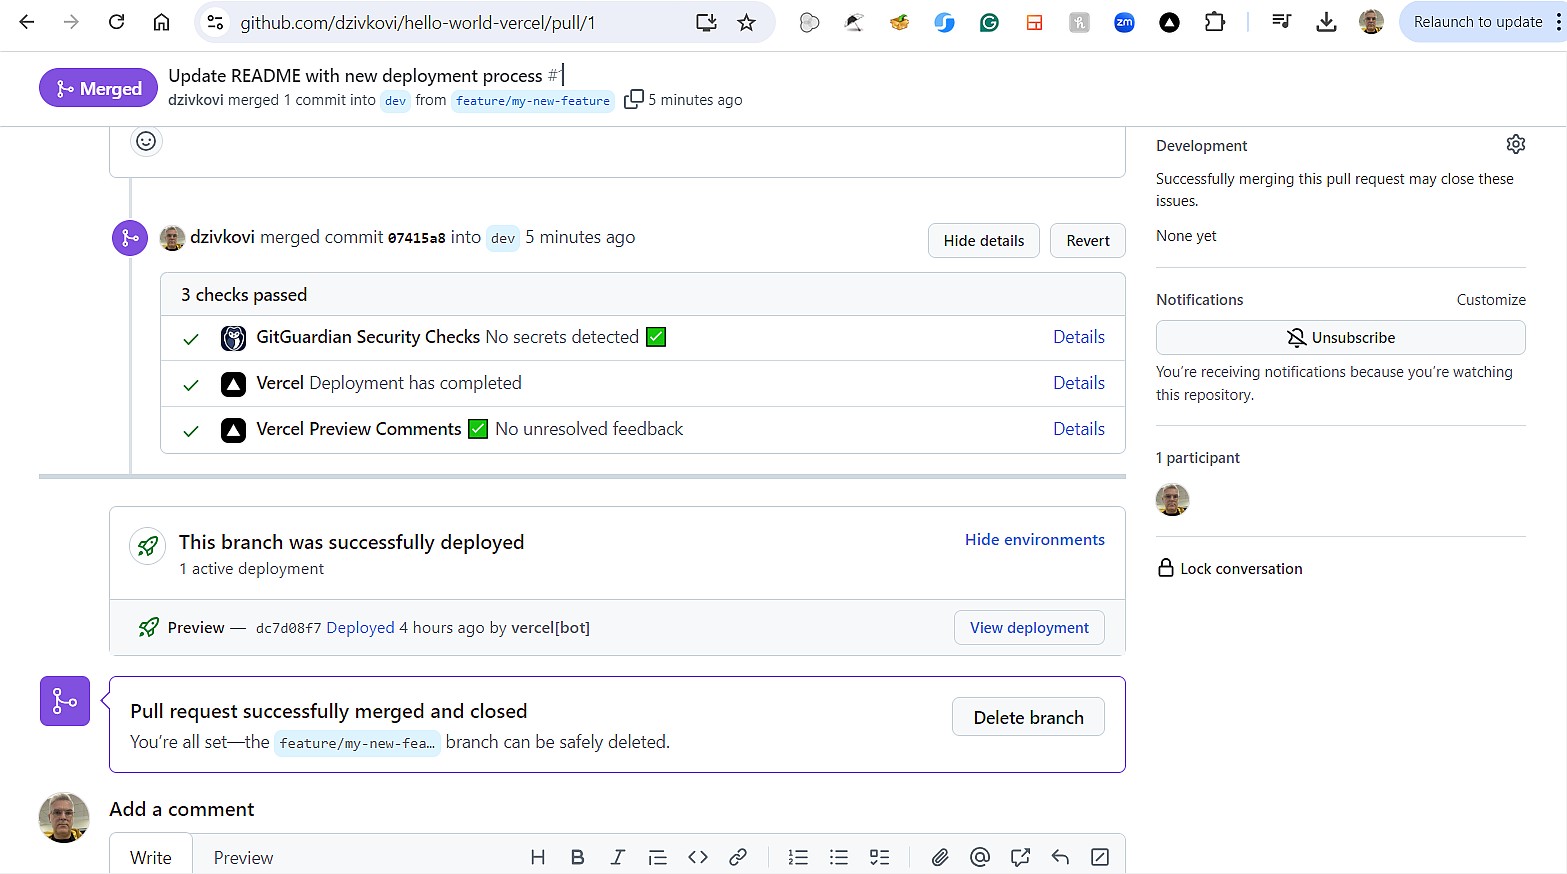 github.com/dzivkovi/hello-world-vercel/pull/1
zm
Relaunch to update
Merged
Update README with new deployment process #1
dzivkovi merged 1 commit into dev from feature/my-new-feature 5 minutes ago
Development
Successfully merging this pull request may close these
issues.
None yet
dzivkovi merged commit 07415a8 into dev 5 minutes ago
Hide details
Revert
3 checks passed
GitGuardian Security Checks No secrets detected ✅
Details
Vercel Deployment has completed
Details
Vercel Preview Comments ✅ No unresolved feedback
Details
Notifications
Customize
Unsubscribe
You’re receiving notifications because you’re watching
this repository.
1 participant
Lock conversation
This branch was successfully deployed
Hide environments
1 active deployment
Preview — dc7d08f7 Deployed 4 hours ago by vercel[bot]
View deployment
Pull request successfully merged and closed
You’re all set—the feature/my-new-fea… branch can be safely deleted.
Delete branch
Add a comment
Write
Preview